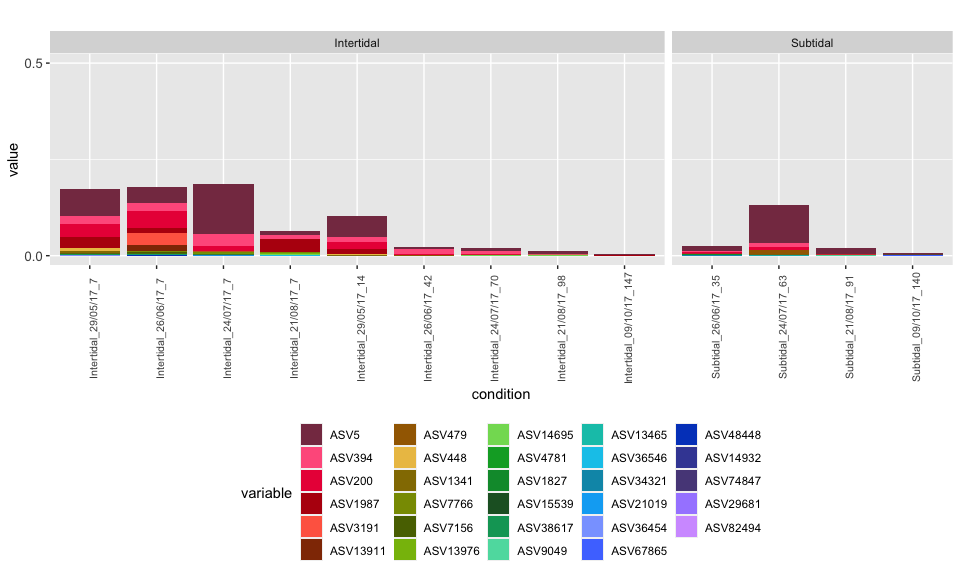 Intertidal
Subtidal
0.5
0.0
value
Intertidal_29/05/17_7
Intertidal_26/06/17_7
Intertidal_24/07/17_7
Intertidal_21/08/17_7
Intertidal_29/05/17_14
Intertidal_26/06/17_42
Intertidal_24/07/17_70
Intertidal_21/08/17_98
Intertidal_09/10/17_147
Subtidal_26/06/17_35
Subtidal_24/07/17_63
Subtidal_21/08/17_91
Subtidal_09/10/17_140
condition
variable
ASV5
ASV394
ASV200
ASV1987
ASV3191
ASV13911
ASV479
ASV448
ASV1341
ASV7766
ASV7156
ASV13976
ASV14695
ASV4781
ASV1827
ASV15539
ASV38617
ASV9049
ASV13465
ASV36546
ASV34321
ASV21019
ASV36454
ASV67865
ASV48448
ASV14932
ASV74847
ASV29681
ASV82494